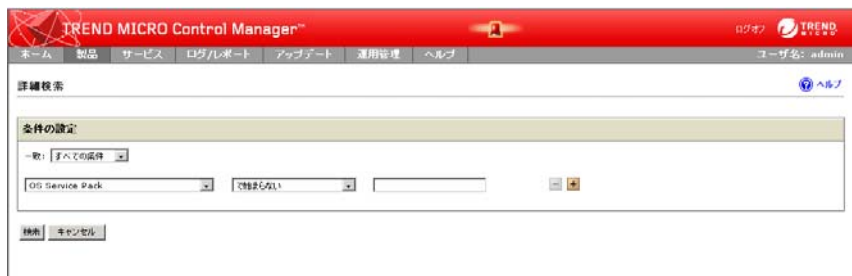 TREND MICRO Control Manager™
ログオフ
TREND MICRO
ホーム 製品 サービス ログ/レポート アップデート 運用管理 ヘルプ
ユーザ名: admin
詳細検索
ヘルプ
条件の設定
一致: すべての条件
OS Service Pack で始まらない
検索 キャンセル